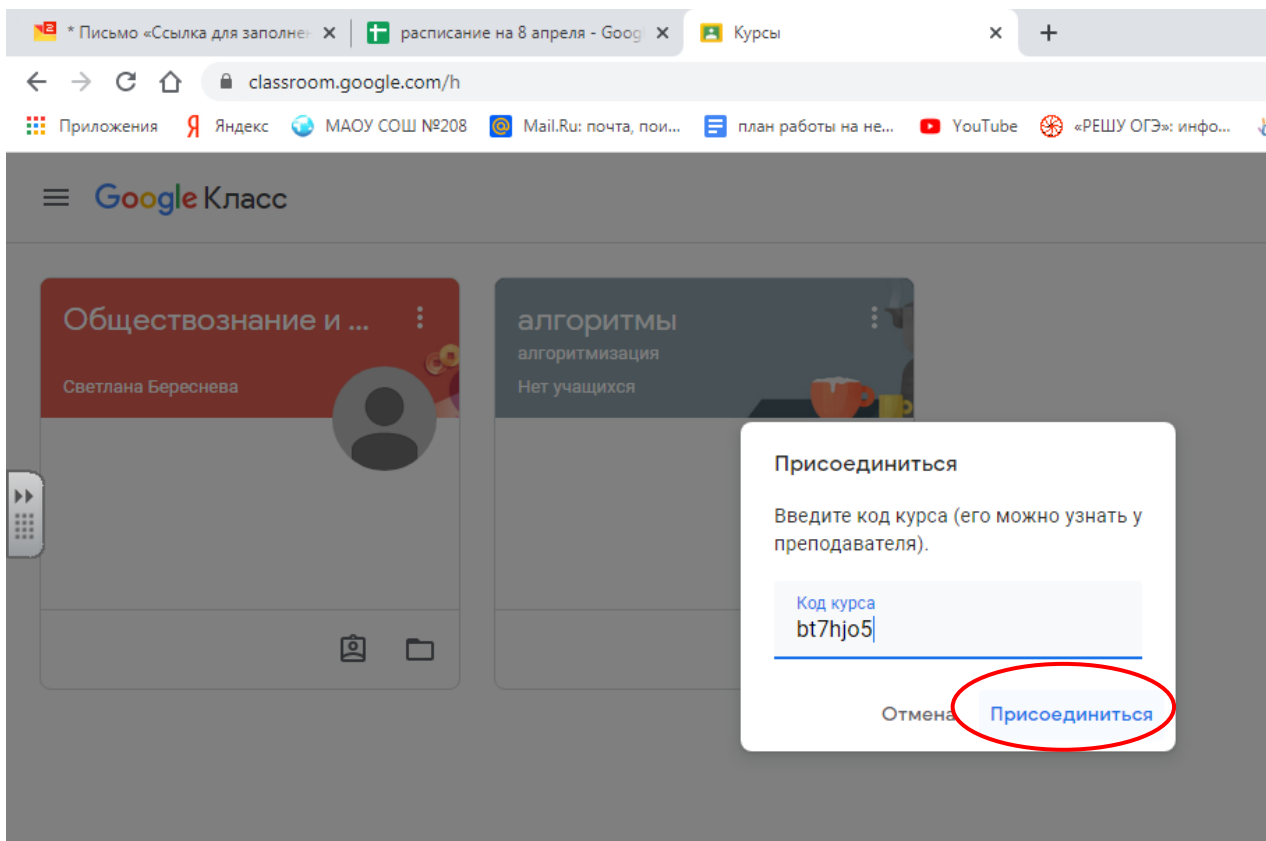 * Письмо «Ссылка для заполнен
расписание на 8 апреля - Googl
Курсы
classroom.google.com/h
Приложения
Яндекс
МАОУ СОШ №208
Mail.Ru: почта, пои...
план работы на не...
YouTube
«РЕШУ ОГЭ»: инфо...
Google Класс
Обществознание и ...
Светлана Береснева
алгоритмы
алгоритмизация
Нет учащихся
Присоединиться
Введите код курса (его можно узнать у
преподавателя).
Код курса
bt7hjo5
Отмена
Присоединиться